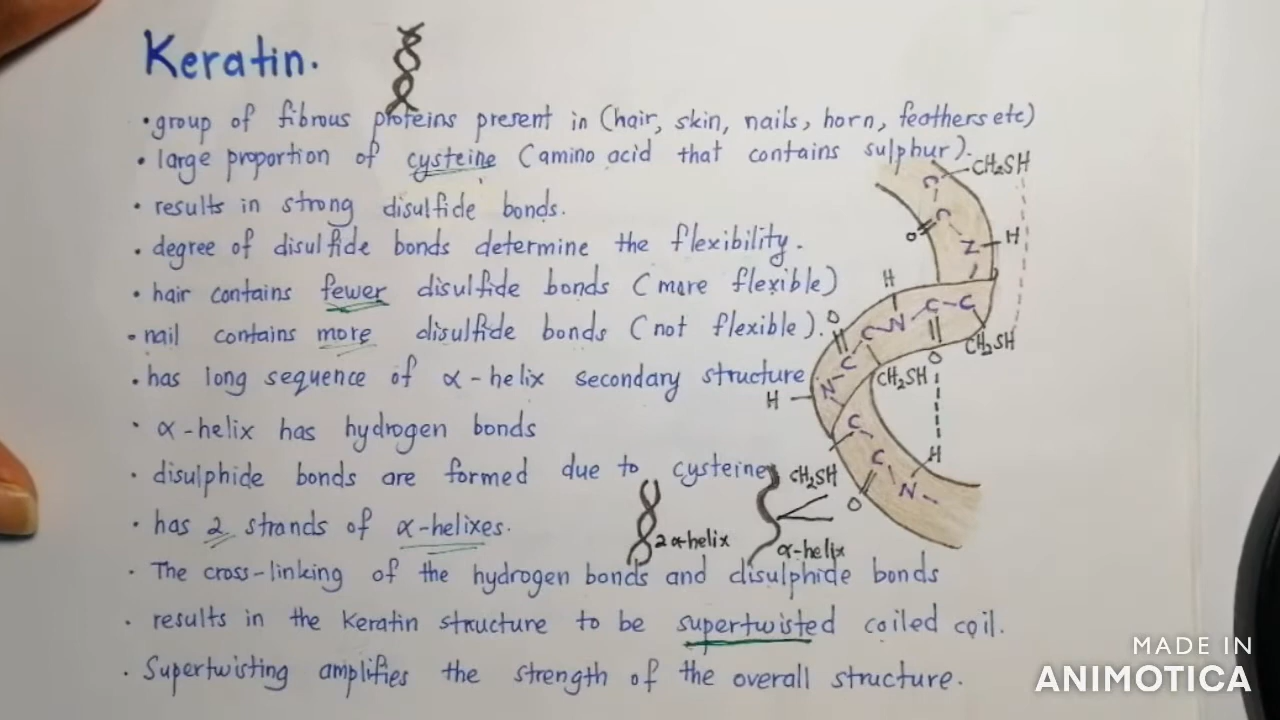 Keratin.
• group of fibrous proteins present in (hair, skin, nails, horn, feathers etc)
• large proportion of cysteine (amino acid that contains sulphur).
• results in strong disulfide bonds.
• degree of disulfide bonds determine the flexibility.
• hair contains fewer disulfide bonds (more flexible)
• nail contains more disulfide bonds (not flexible).
• has long sequence of α-helix secondary structure
• α-helix has hydrogen bonds
• disulphide bonds are formed due to cysteine
• has 2 strands of α-helixes.
• The cross-linking of the hydrogen bonds and disulphide bonds
• results in the Keratin structure to be supertwisted coiled coil.
• Supertwisting amplifies the strength of the overall structure.
C CH₂SH
C
O N H
H
O C N C C
C O CH₂SH
N CH₂SH
H
C
C H
CH₂SH O N
2 α-helix
α-helix
MADE IN
ANIMOTICA